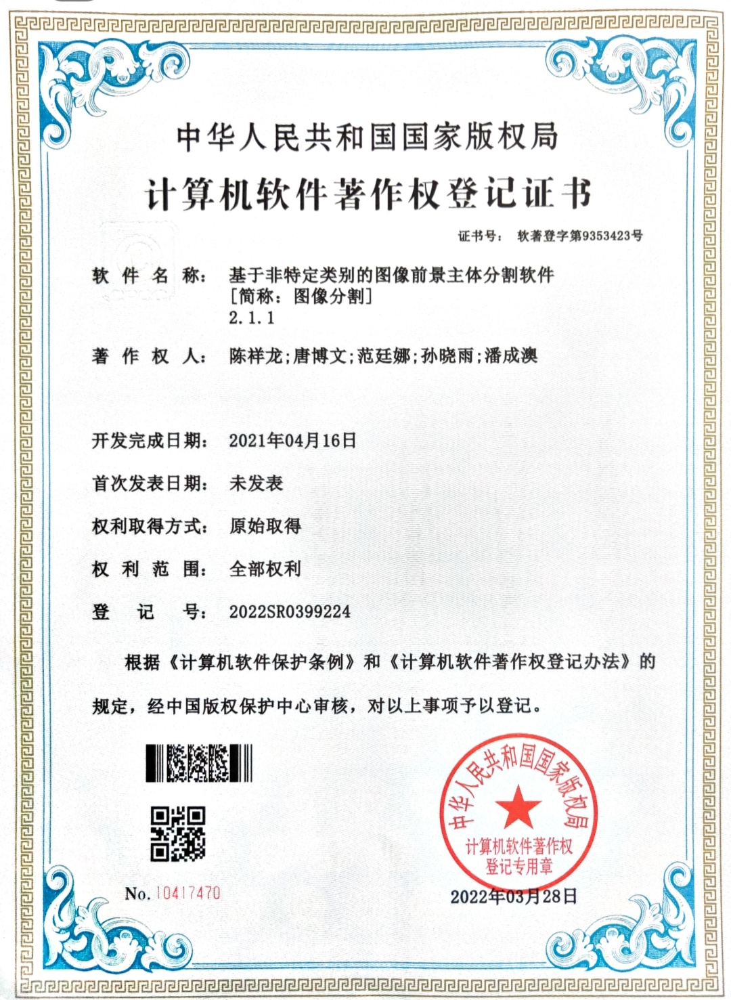 中华人民共和国国家版权局
计算机软件著作权登记证书
证书号： 软著登字第9353423号
软件名称： 基于非特定类别的图像前景主体分割软件
[简称：图像分割]
2.1.1
著作权人： 陈祥龙;唐博文;范廷娜;孙晓雨;潘成澳
开发完成日期： 2021年04月16日
首次发表日期： 未发表
权利取得方式： 原始取得
权利范围： 全部权利
登记号： 2022SR0399224
根据《计算机软件保护条例》和《计算机软件著作权登记办法》的
规定，经中国版权保护中心审核，对以上事项予以登记。
中华人民共和国国家版权局
计算机软件著作权
登记专用章
No. 10417470
2022年03月28日